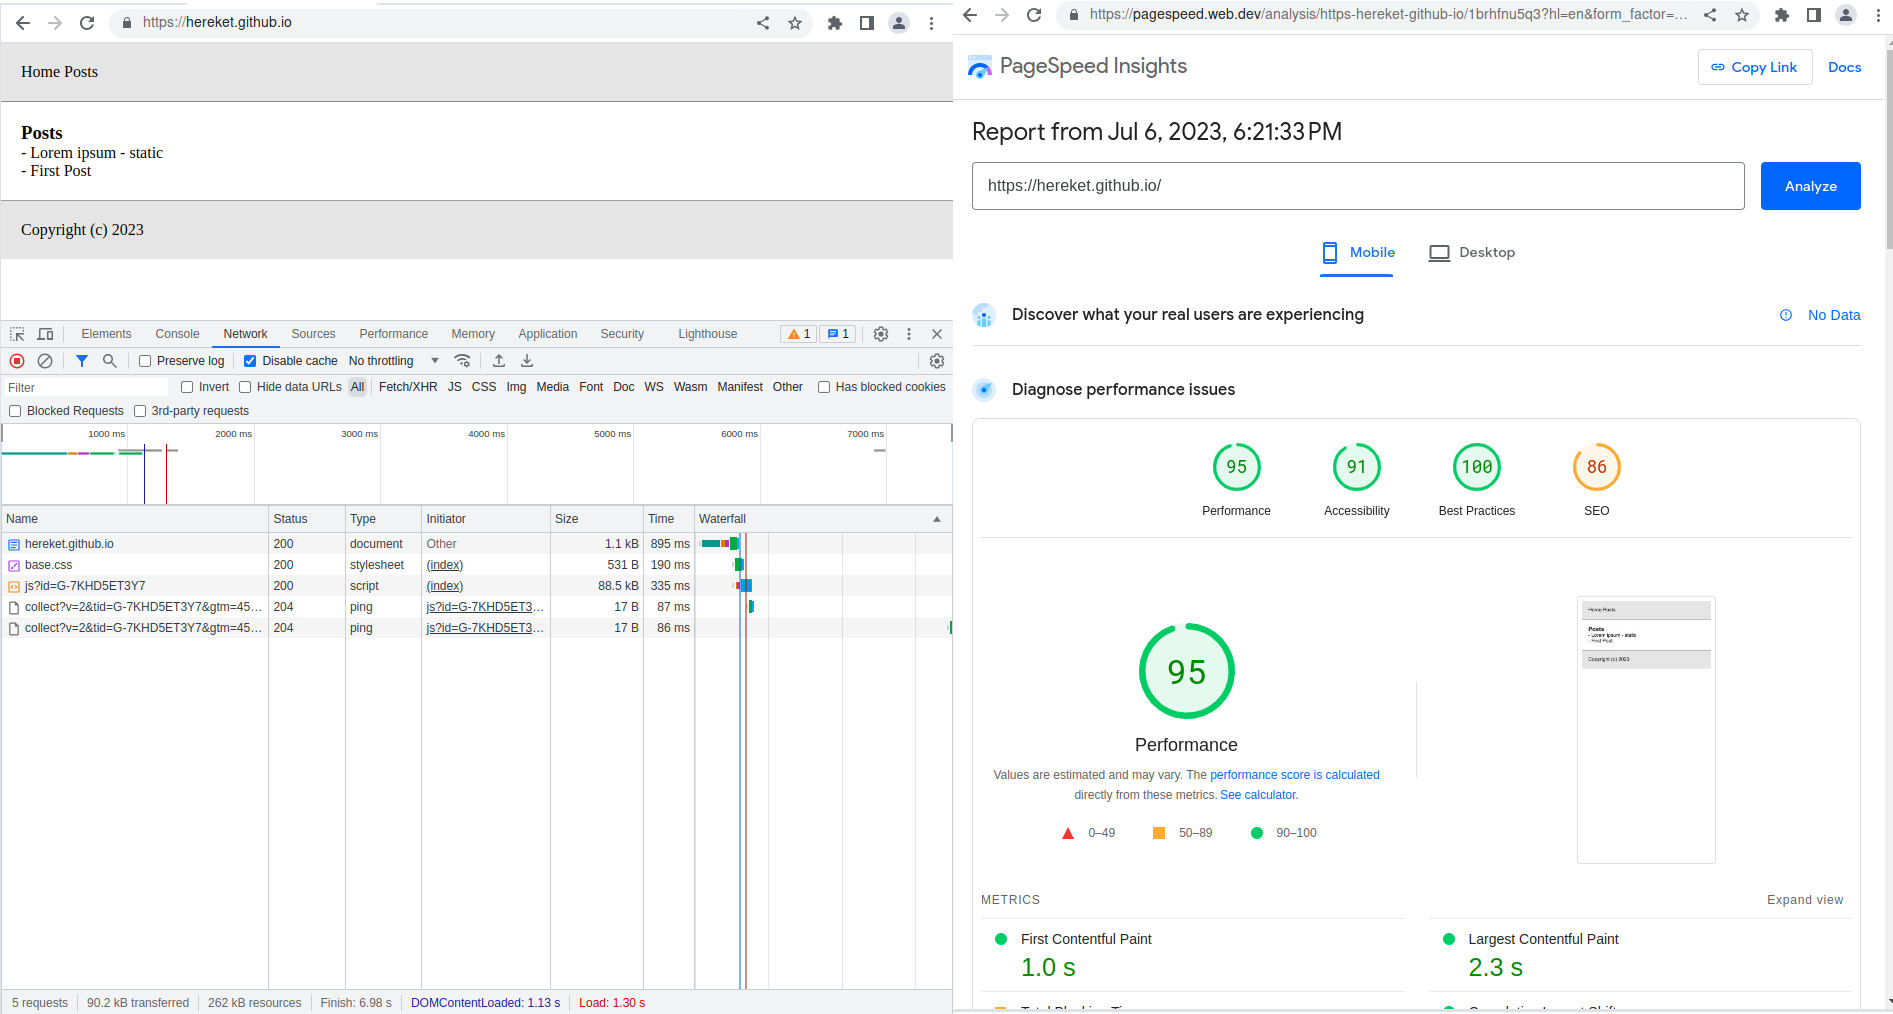 https://hereket.github.io
Home Posts
Posts
- Lorem ipsum - static
- First Post
Copyright (c) 2023
Elements Console Network Sources Performance Memory Application Security Lighthouse 1 1
Preserve log Disable cache No throttling
Filter Invert Hide data URLs All Fetch/XHR JS CSS Img Media Font Doc WS Wasm Manifest Other Has blocked cookies
Blocked Requests 3rd-party requests
1000 ms 2000 ms 3000 ms 4000 ms 5000 ms 6000 ms 7000 ms
Name Status Type Initiator Size Time Waterfall
hereket.github.io 200 document Other 1.1 kB 895 ms
base.css 200 stylesheet (index) 531 B 190 ms
js?id=G-7KHD5ET3Y7 200 script (index) 88.5 kB 335 ms
collect?v=2&tid=G-7KHD5ET3Y7&gtm=45... 204 ping js?id=G-7KHD5ET3... 17 B 87 ms
collect?v=2&tid=G-7KHD5ET3Y7&gtm=45... 204 ping js?id=G-7KHD5ET3... 17 B 86 ms
5 requests 90.2 kB transferred 262 kB resources Finish: 6.98 s DOMContentLoaded: 1.13 s Load: 1.30 s
https://pagespeed.web.dev/analysis/https-hereket-github-io/1brhfnu5q3?hl=en&form_factor=...
PageSpeed Insights Copy Link Docs
Report from Jul 6, 2023, 6:21:33 PM
https://hereket.github.io/ Analyze
Mobile Desktop
Discover what your real users are experiencing No Data
Diagnose performance issues
95 91 100 86
Performance Accessibility Best Practices SEO
Home Posts
Posts
- Lorem ipsum - static
- First Post
Copyright (c) 2023
95
Performance
Values are estimated and may vary. The performance score is calculated
directly from these metrics. See calculator.
0–49 50–89 90–100
METRICS Expand view
First Contentful Paint Largest Contentful Paint
1.0 s 2.3 s